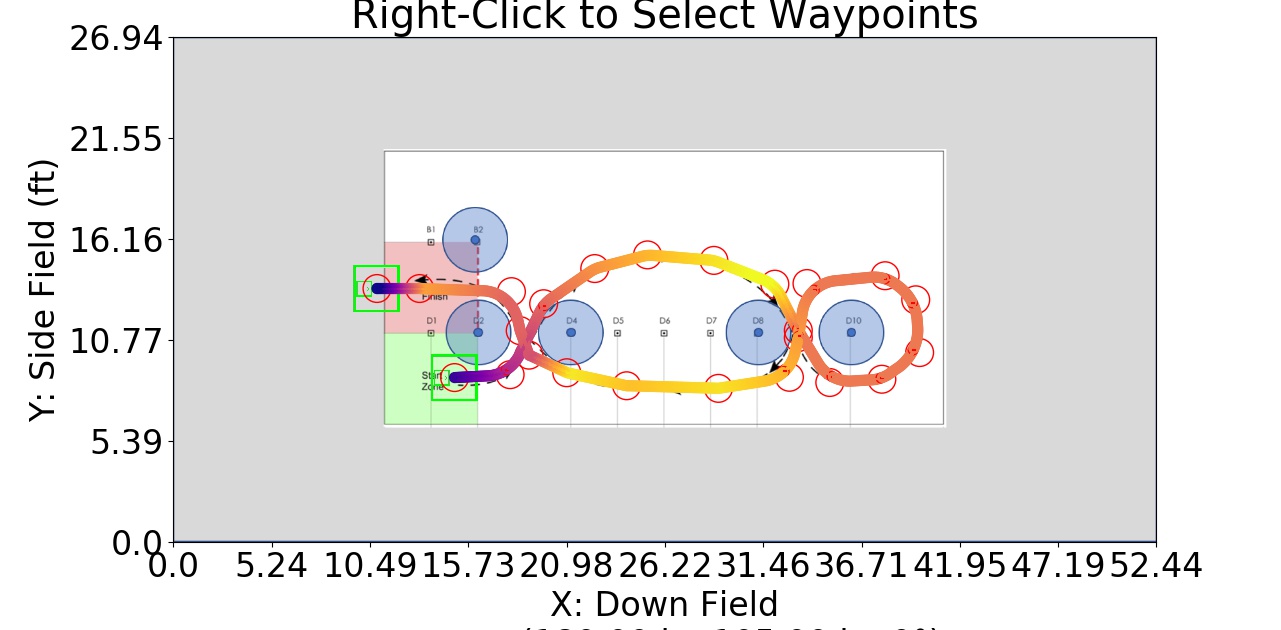 Right-Click to Select Waypoints
26.94
21.55
16.16
10.77
5.39
0.0
Y: Side Field (ft)
B1 B2
Finish
D1 D2 D4 D5 D6 D7 D8 D10
Start
Zone
0.0 5.24 10.49 15.73 20.98 26.22 31.46 36.71 41.95 47.19 52.44
X: Down Field